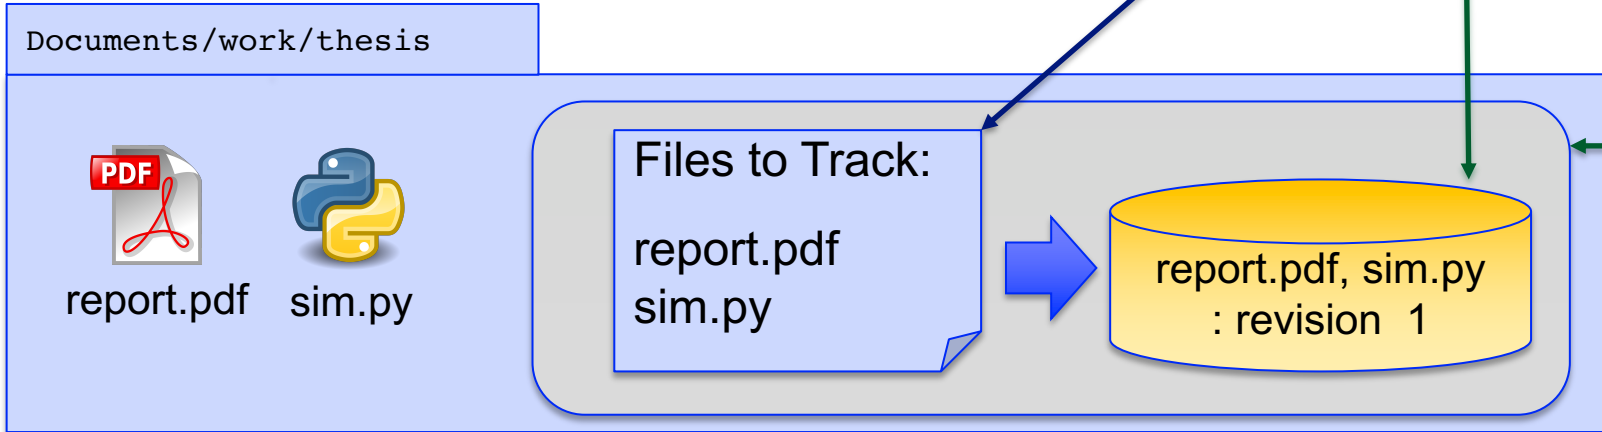 Documents/work/thesis
PDF
report.pdf
sim.py
Files to Track:
report.pdf
sim.py
report.pdf, sim.py
: revision 1